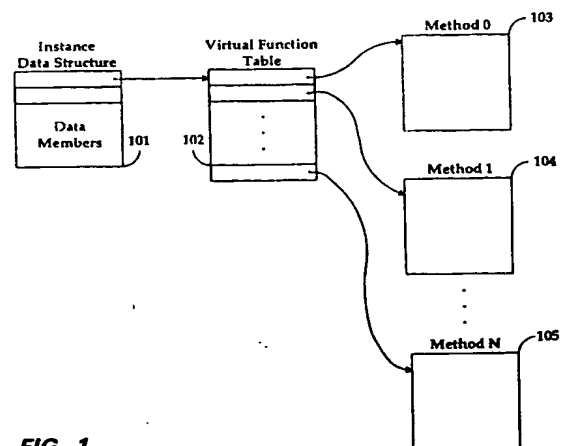 Instance
Data Structure
Data
Members
101
Virtual Function
Table
102
Method 0
103
Method 1
104
Method N
105
FIG. 1